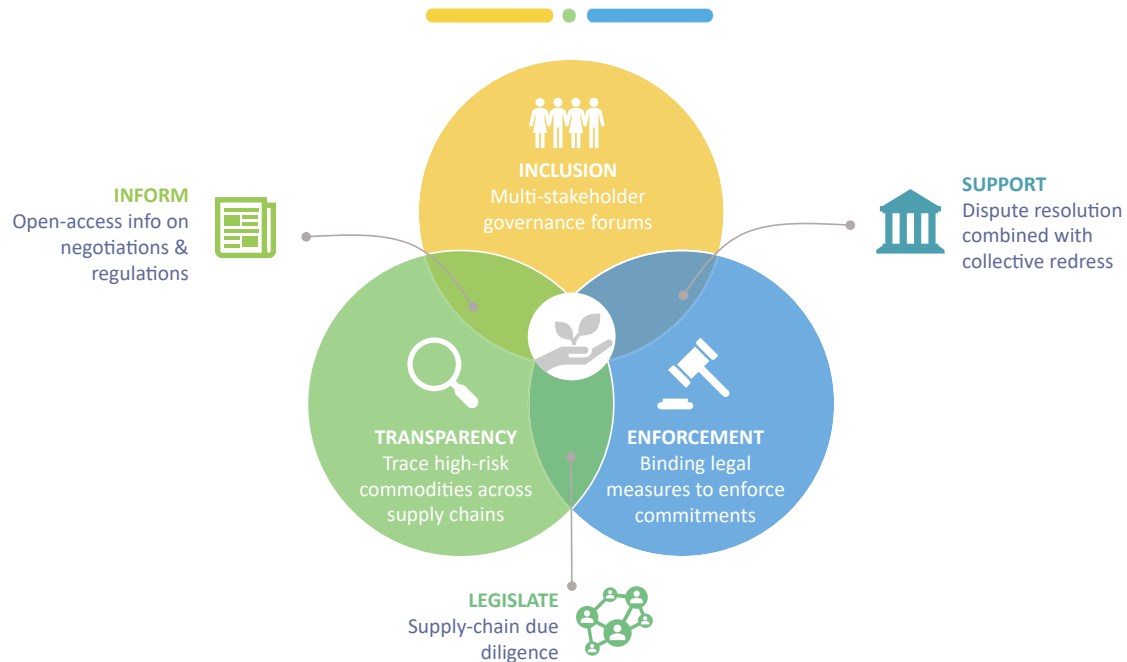 INCLUSION
Multi-stakeholder
governance forums
INFORM
Open-access info on
negotiations &
regulations
SUPPORT
Dispute resolution
combined with
collective redress
TRANSPARENCY
Trace high-risk
commodities across
supply chains
ENFORCEMENT
Binding legal
measures to enforce
commitments
LEGISLATE
Supply-chain due
diligence